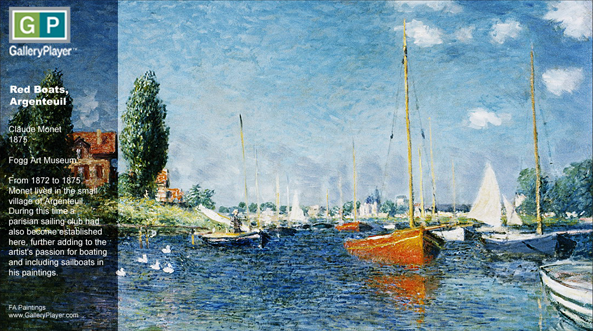 GP
GalleryPlayer™
Red Boats,
Argenteuil
Claude Monet
1875
Fogg Art Museum
From 1872 to 1875,
Monet lived in the small
village of Argenteuil.
During this time a
parisian sailing club had
also become established
here, further adding to the
artist's passion for boating
and including sailboats in
his paintings.
FA Paintings
www.GalleryPlayer.com